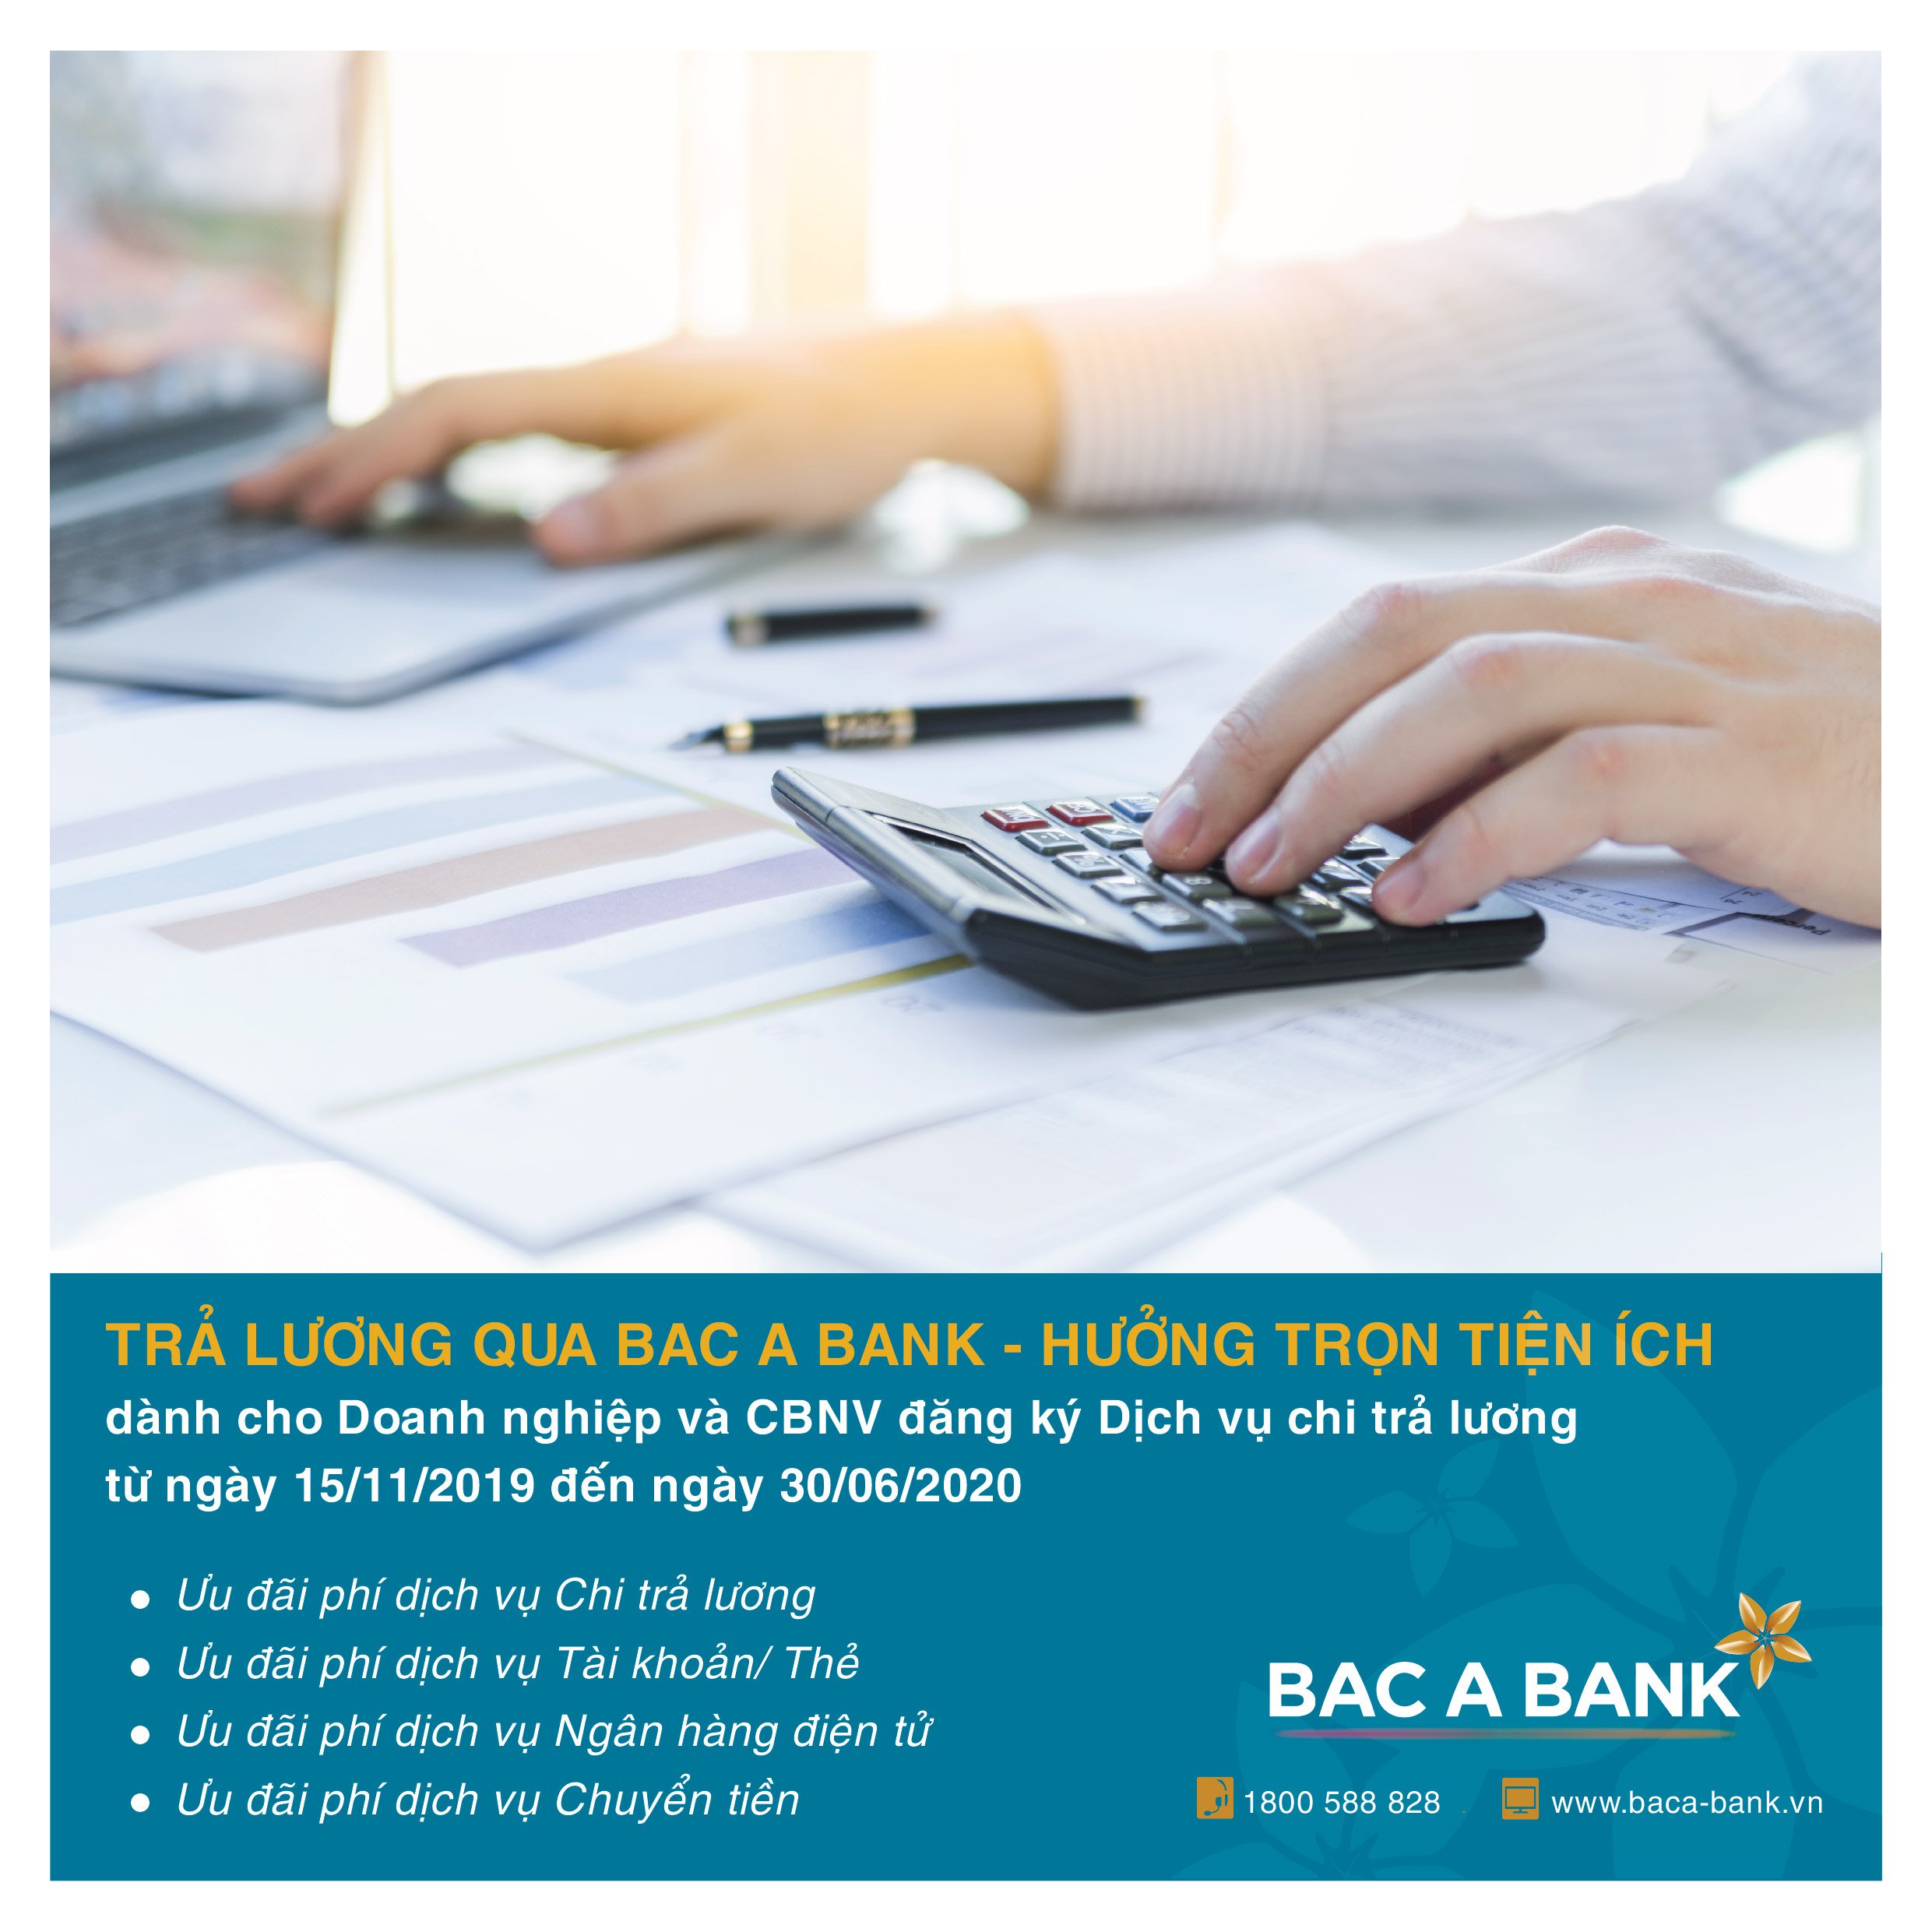 TRẢ LƯƠNG QUA BAC A BANK - HƯỞNG TRỌN TIỆN ÍCH
dành cho Doanh nghiệp và CBNV đăng ký Dịch vụ chi trả lương
từ ngày 15/11/2019 đến ngày 30/06/2020
• Ưu đãi phí dịch vụ Chi trả lương
• Ưu đãi phí dịch vụ Tài khoản/ Thẻ
• Ưu đãi phí dịch vụ Ngân hàng điện tử
• Ưu đãi phí dịch vụ Chuyển tiền
BAC A BANK
1800 588 828
www.baca-bank.vn